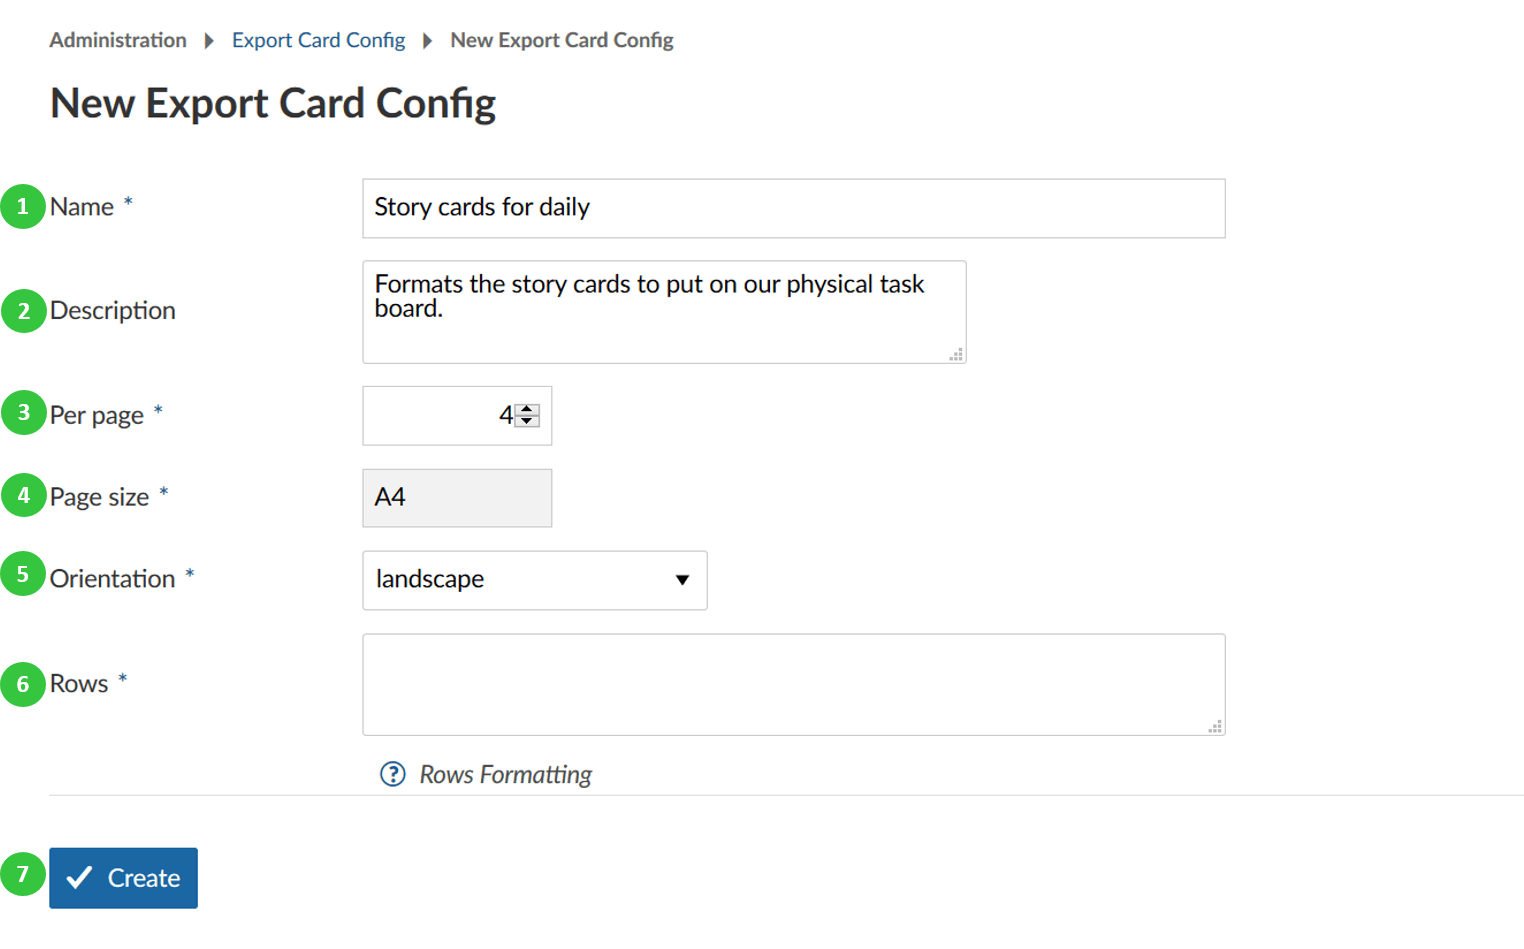 Administration Export Card Config New Export Card Config
New Export Card Config
1 Name * Story cards for daily
2 Description Formats the story cards to put on our physical task
board.
3 Per page * 4
4 Page size * A4
5 Orientation * landscape
6 Rows *
? Rows Formatting
7 Create